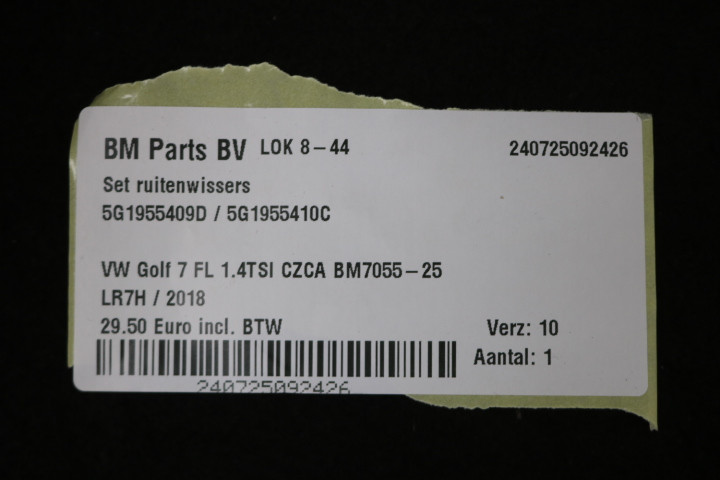 BM Parts BV LOK 8-44 240725092426
Set ruitenwissers
5G1955409D / 5G1955410C
VW Golf 7 FL 1.4TSI CZCA BM7055-25
LR7H / 2018
29.50 Euro incl. BTW Verz: 10
Aantal: 1
240725092426